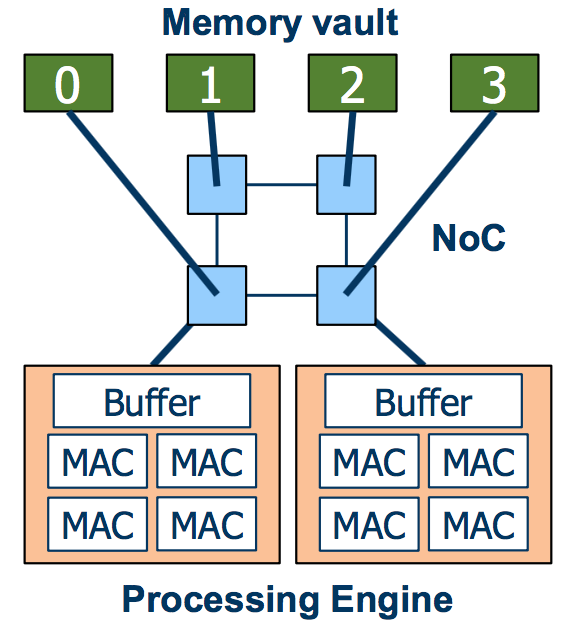 Memory vault
0 1 2 3
NoC
Buffer Buffer
MAC MAC MAC MAC
MAC MAC MAC MAC
Processing Engine